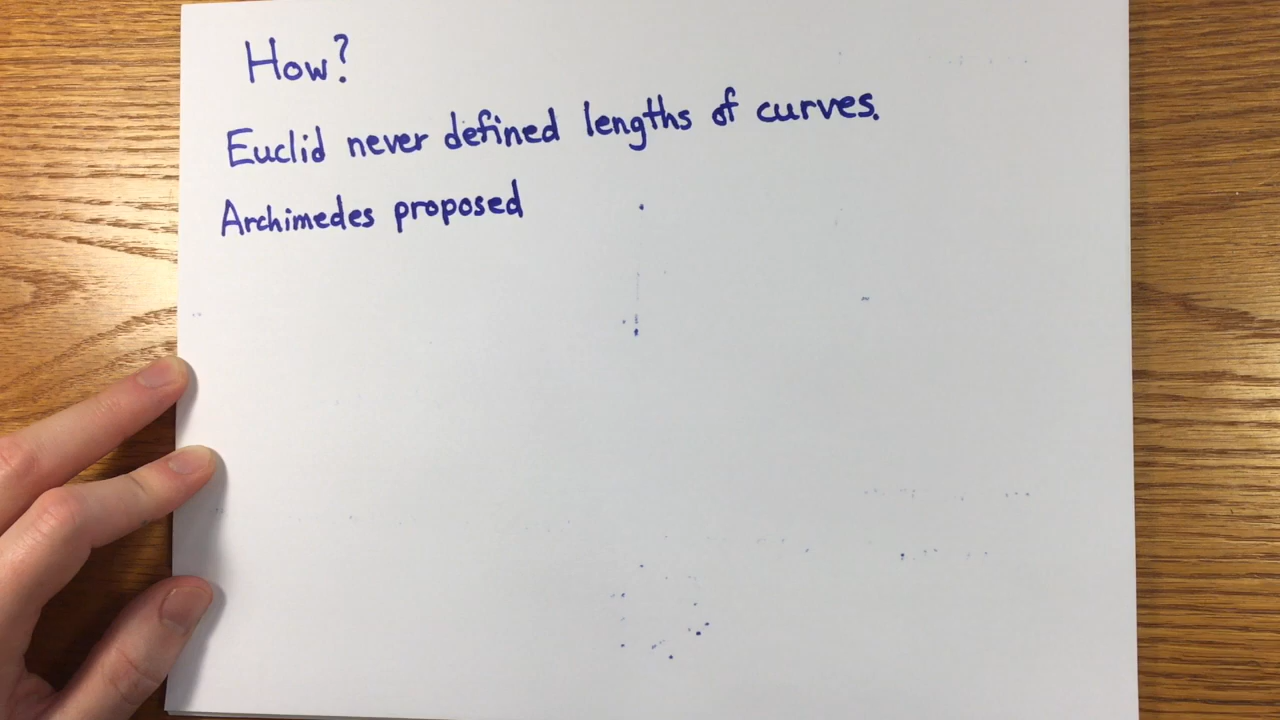 How?
Euclid never defined lengths of curves.
Archimedes proposed